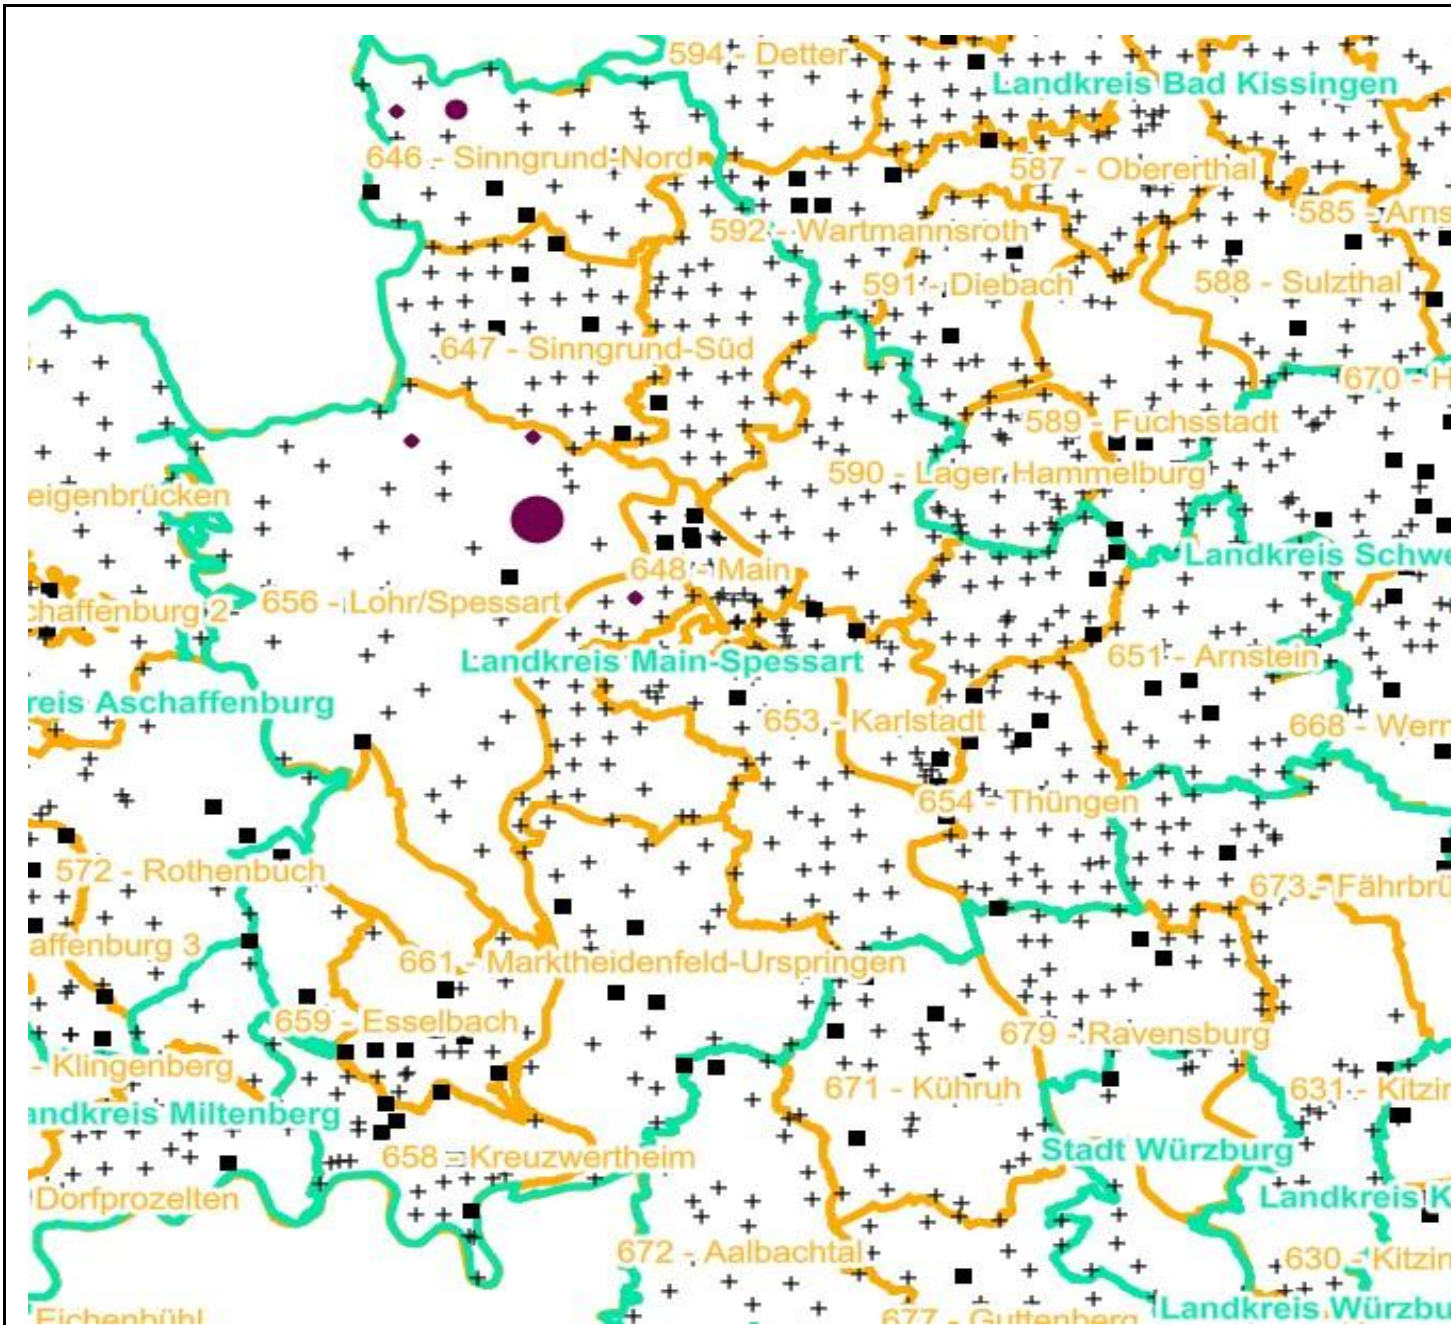 594 - Detter
Landkreis Bad Kissingen
646 - Sinngrund-Nord
587 - Obererthal
585 - Arns
592 - Wartmannsroth
591 - Diebach
588 - Sulzthal
647 - Sinngrund-Süd
670 - H
589 - Fuchsstadt
590 - Lager Hammelburg
eigenbrücken
Landkreis Schwe
648 - Main
656 - Lohr/Spessart
chaffenburg 2
Landkreis Main-Spessart
651 - Arnstein
reis Aschaffenburg
653 - Karlstadt
668 - Wern
654 - Thüngen
572 - Rothenbuch
673 - Fährbrü
affenburg 3
661 - Marktheidenfeld-Urspringen
659 - Esselbach
679 - Ravensburg
- Klingenberg
671 - Kühruh
631 - Kitzin
andkreis Miltenberg
Stadt Würzburg
658 - Kreuzwertheim
Dorfprozelten
Landkreis K
672 - Aalbachtal
630 - Kitzin
Landkreis Würzbu
Eichenbühl
677 - Guttenberg